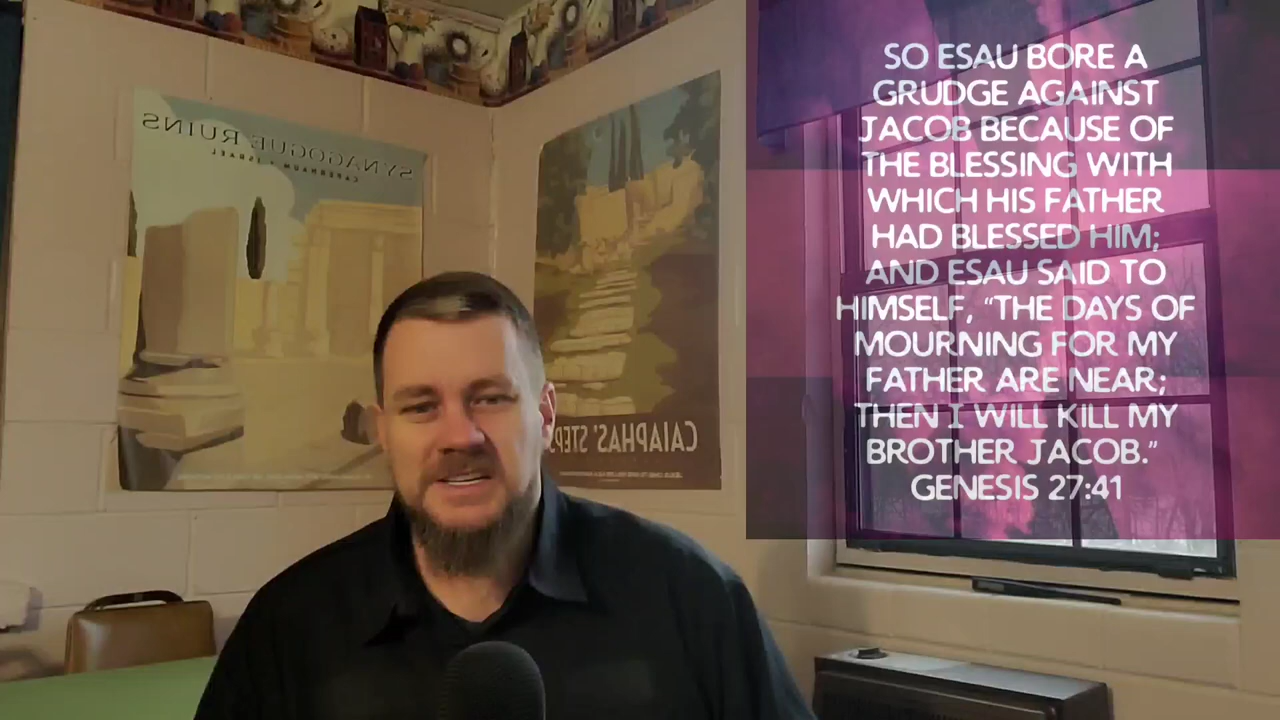 SYNAGOGUE RUINS
CAPERNAUM • ISRAEL
CAIAPHAS' STEPS
SO ESAU BORE A
GRUDGE AGAINST
JACOB BECAUSE OF
THE BLESSING WITH
WHICH HIS FATHER
HAD BLESSED HIM;
AND ESAU SAID TO
HIMSELF, “THE DAYS OF
MOURNING FOR MY
FATHER ARE NEAR;
THEN I WILL KILL MY
BROTHER JACOB.”
GENESIS 27:41